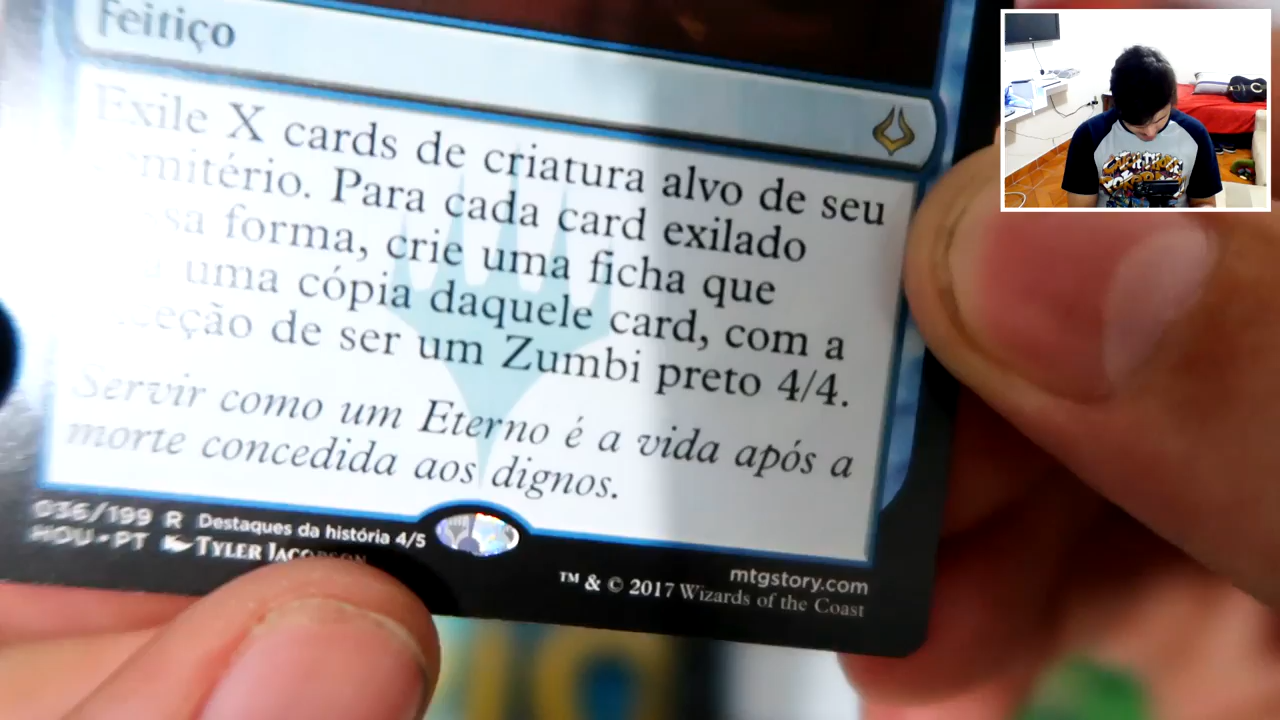 Feitiço
Exile X cards de criatura alvo de seu
mitério. Para cada card exilado
sa forma, crie uma ficha que
uma cópia daquele card, com a
eção de ser um Zumbi preto 4/4.
Servir como um Eterno é a vida após a
morte concedida aos dignos.
036/199 R Destaques da história 4/5
HOU • PT TYLER JACOBSON
mtgstory.com
™ & © 2017 Wizards of the Coast